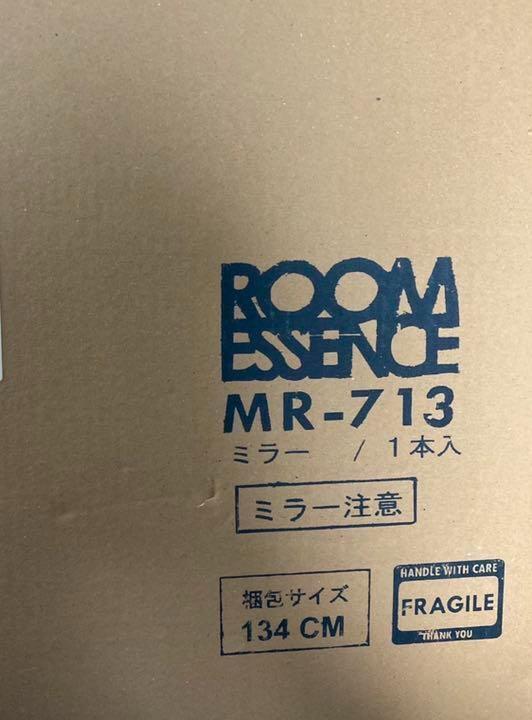 ROOM
ESSENCE
MR-713
ミラー / 1本入
ミラー注意
梱包サイズ
134 CM
HANDLE WITH CARE
FRAGILE
THANK YOU